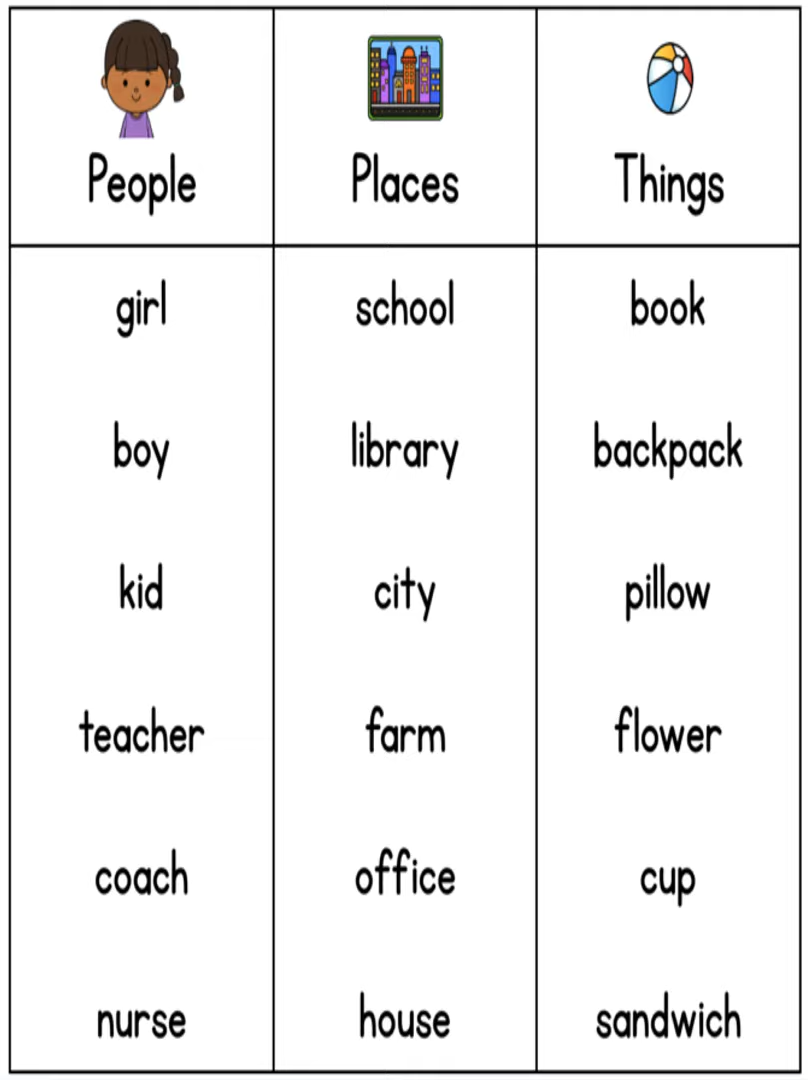 People Places Things
girl school book
boy library backpack
kid city pillow
teacher farm flower
coach office cup
nurse house sandwich